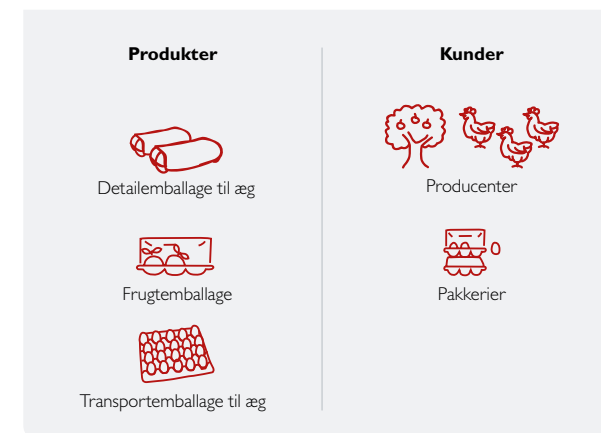 Produkter
Detailemballage til æg
Frugtemballage
Transportemballage til æg
Kunder
Producenter
Pakkerier